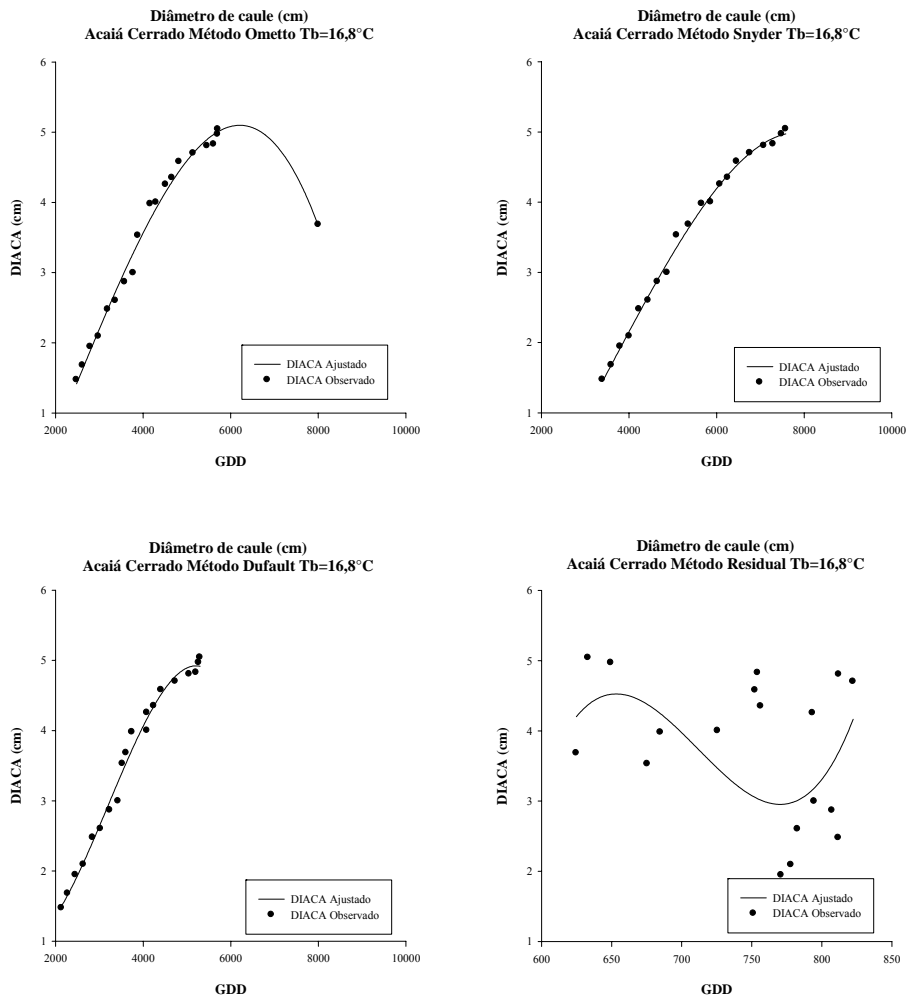 Diâmetro de caule (cm)
Acaiá Cerrado Método Ometto Tb=16,8°C
DIACA (cm)
6
5
4
3
2
1
2000 4000 6000 8000 10000
GDD
DIACA Ajustado
DIACA Observado
Diâmetro de caule (cm)
Acaiá Cerrado Método Snyder Tb=16,8°C
DIACA (cm)
6
5
4
3
2
1
2000 4000 6000 8000 10000
GDD
DIACA Ajustado
DIACA Observado
Diâmetro de caule (cm)
Acaiá Cerrado Método Dufault Tb=16,8°C
DIACA (cm)
6
5
4
3
2
1
2000 4000 6000 8000 10000
GDD
DIACA Ajustado
DIACA Observado
Diâmetro de caule (cm)
Acaiá Cerrado Método Residual Tb=16,8°C
DIACA (cm)
6
5
4
3
2
1
600 650 700 750 800 850
GDD
DIACA Ajustado
DIACA Observado